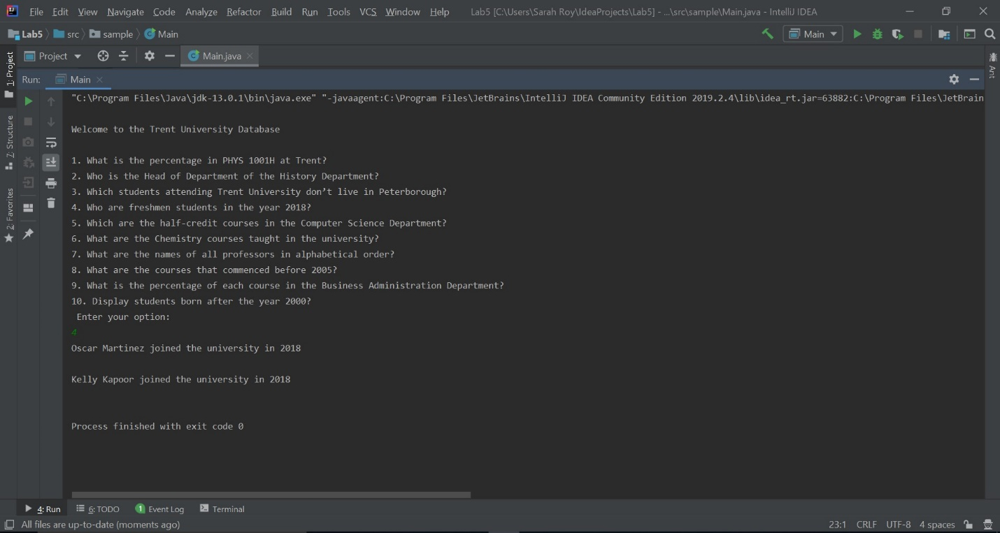 File Edit View Navigate Code Analyze Refactor Build Run Tools VCS Window Help Lab5 [C:\Users\Sarah Roy\IdeaProjects\Lab5] - ...\src\sample\Main.java - IntelliJ IDEA
Lab5 src sample Main Main
1: Project
Project Main.java
Ant
Run: Main
"C:\Program Files\Java\jdk-13.0.1\bin\java.exe" "-javaagent:C:\Program Files\JetBrains\IntelliJ IDEA Community Edition 2019.2.4\lib\idea_rt.jar=63882:C:\Program Files\JetBrain
Welcome to the Trent University Database
7: Structure
1. What is the percentage in PHYS 1001H at Trent?
2. Who is the Head of Department of the History Department?
3. Which students attending Trent University don’t live in Peterborough?
2: Favorites
4. Who are freshmen students in the year 2018?
5. Which are the half-credit courses in the Computer Science Department?
6. What are the Chemistry courses taught in the university?
7. What are the names of all professors in alphabetical order?
8. What are the courses that commenced before 2005?
9. What is the percentage of each course in the Business Administration Department?
10. Display students born after the year 2000?
Enter your option:
4
Oscar Martinez joined the university in 2018
Kelly Kapoor joined the university in 2018
Process finished with exit code 0
4: Run 6: TODO 1 Event Log Terminal
All files are up-to-date (moments ago) 23:1 CRLF UTF-8 4 spaces